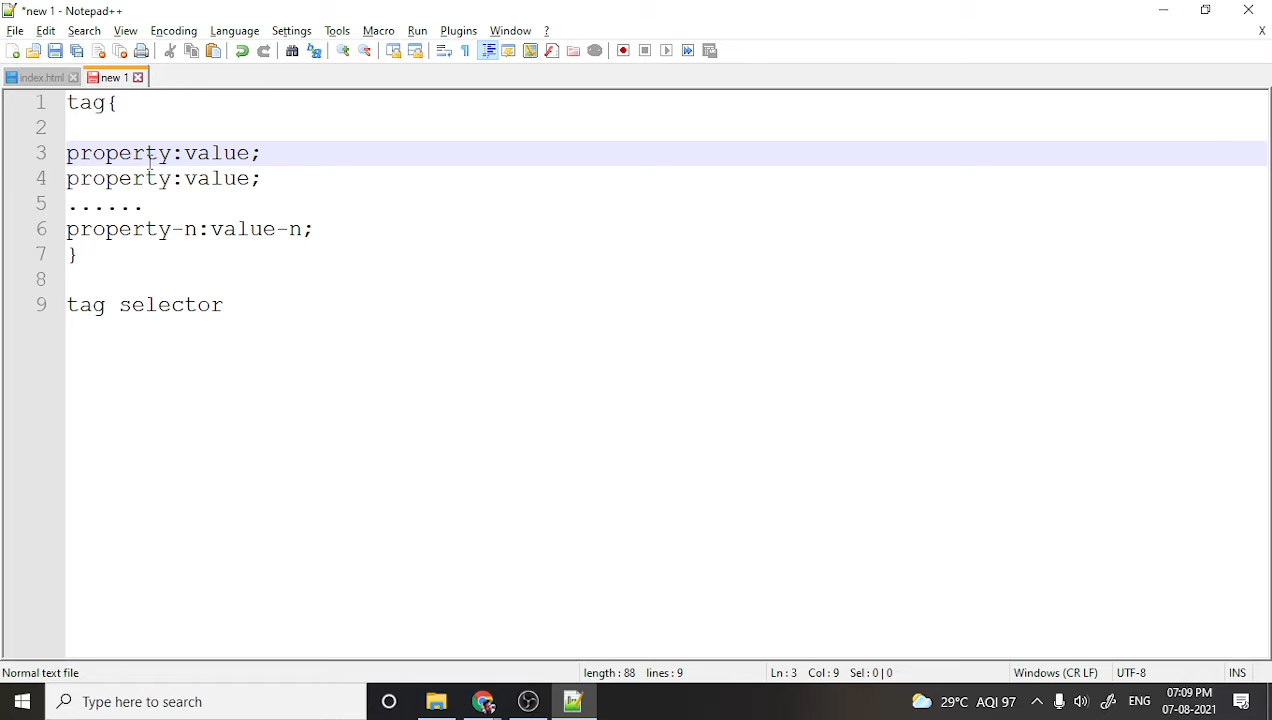 *new 1 - Notepad++
File Edit Search View Encoding Language Settings Tools Macro Run Plugins Window ? X
index.html new 1
1 tag{
2
3 property:value;
4 property:value;
5 ......
6 property-n:value-n;
7 }
8
9 tag selector
Normal text file length : 88 lines : 9 Ln : 3 Col : 9 Sel : 0 | 0 Windows (CR LF) UTF-8 INS
Type here to search 29°C AQI 97 ENG 07:09 PM
07-08-2021